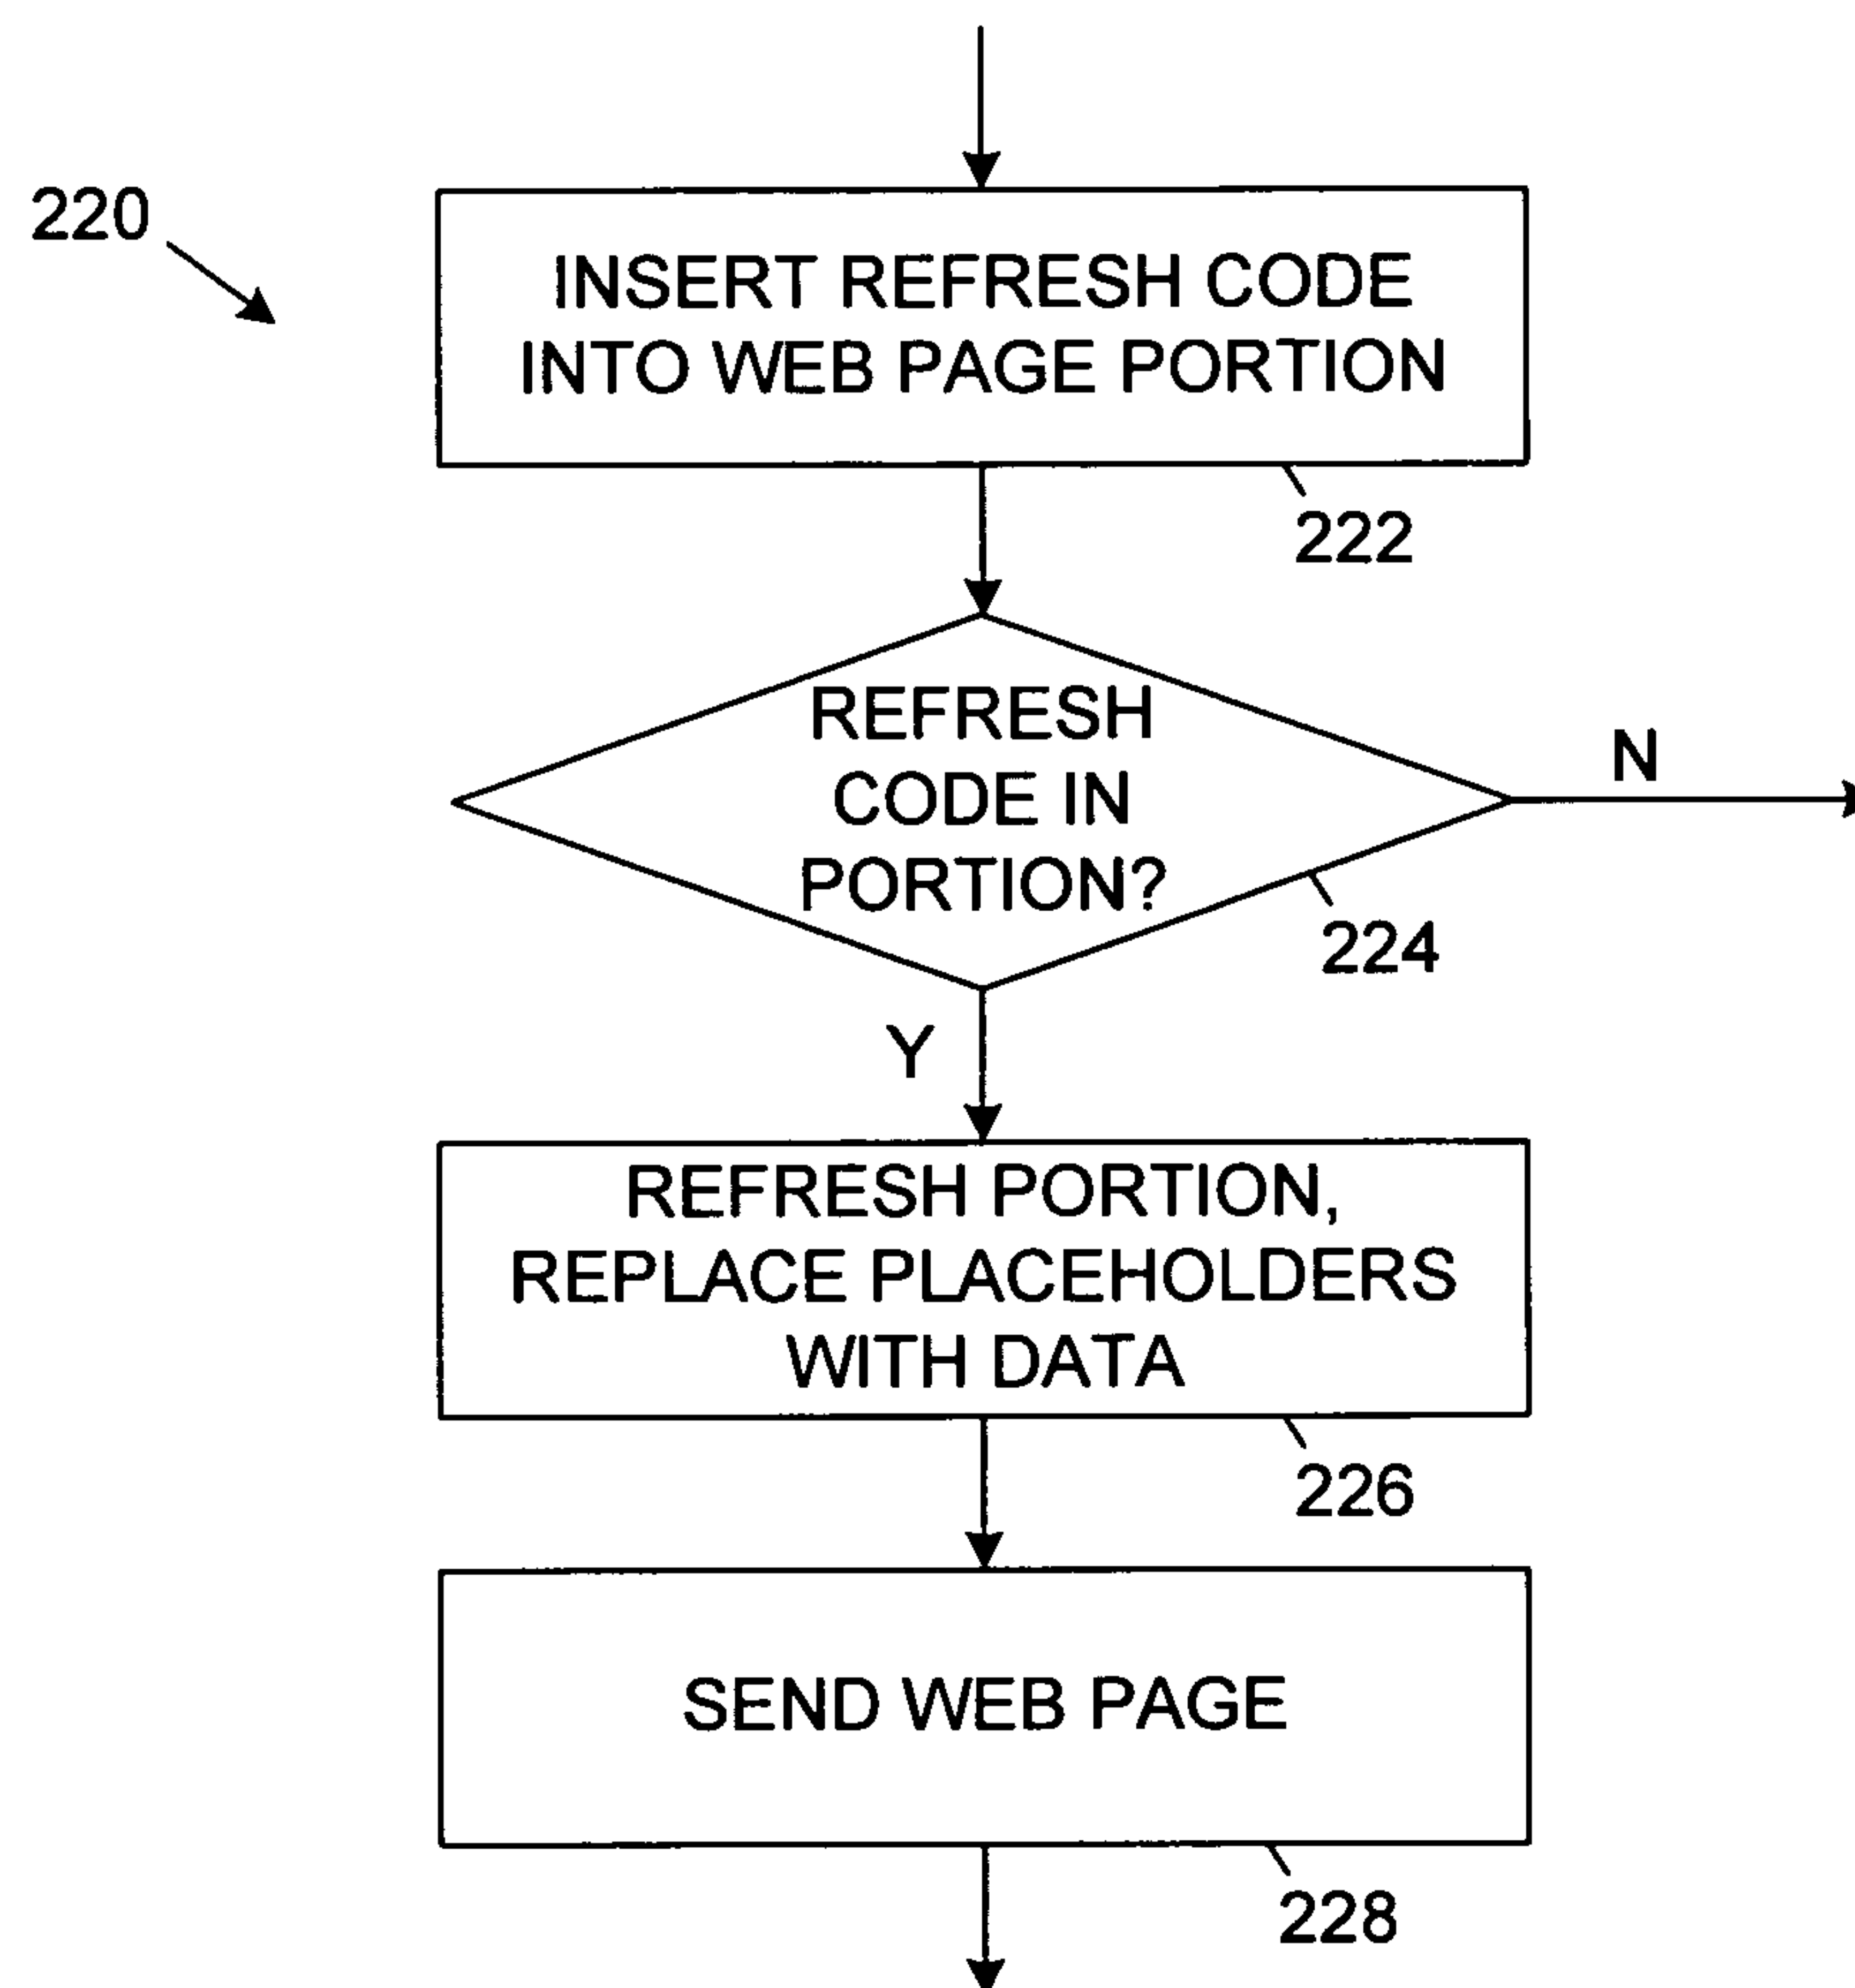 220
INSERT REFRESH CODE
INTO WEB PAGE PORTION
222
REFRESH
CODE IN
PORTION?
N
224
Y
REFRESH PORTION,
REPLACE PLACEHOLDERS
WITH DATA
226
SEND WEB PAGE
228